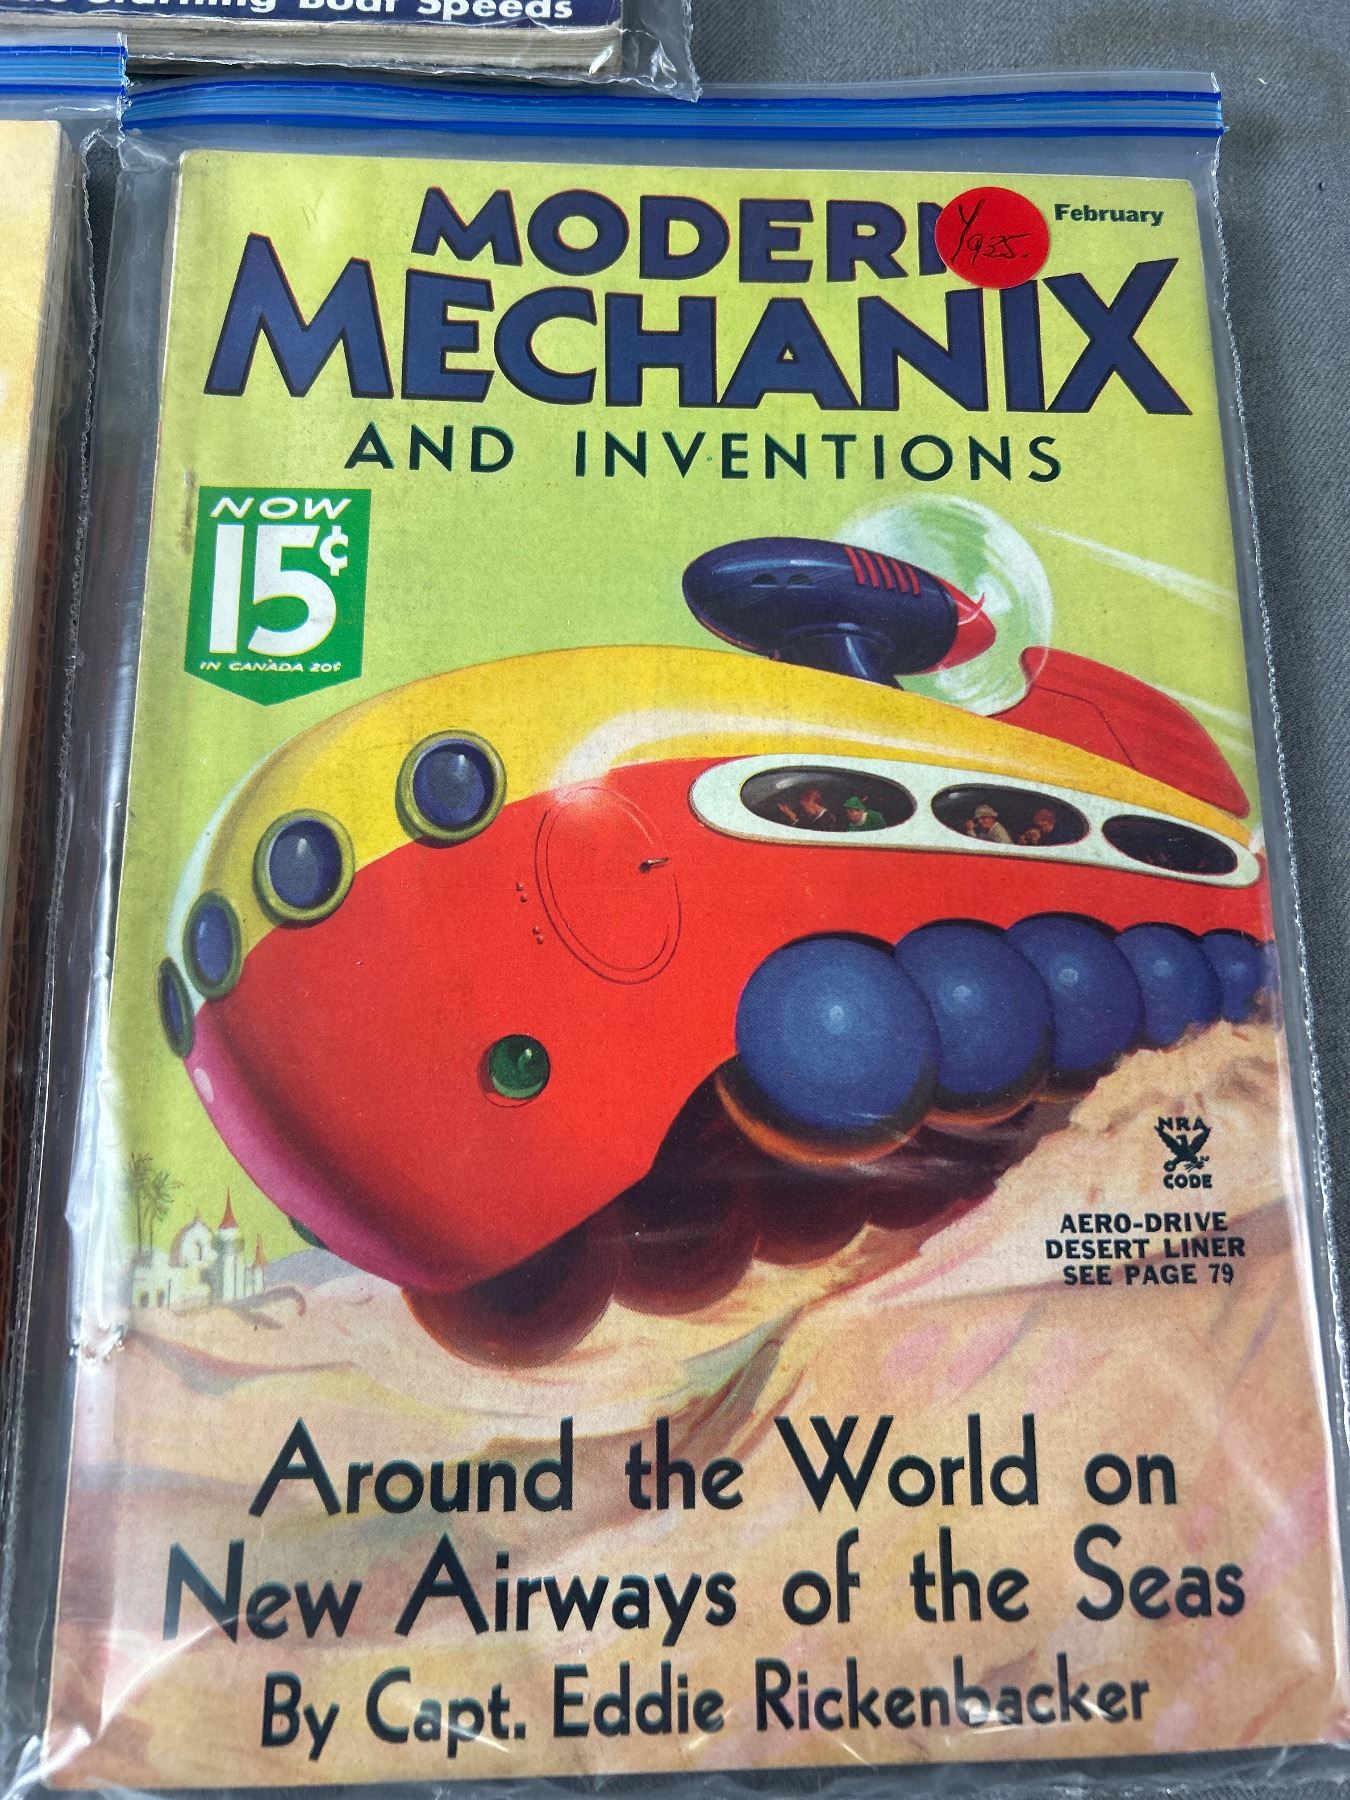 Boat Speeds
MODERN
February
1935.
MECHANIX
AND INVENTIONS
NOW
15¢
IN CANADA 20¢
NRA
CODE
AERO-DRIVE
DESERT LINER
SEE PAGE 79
Around the World on
New Airways of the Seas
By Capt. Eddie Rickenbacker